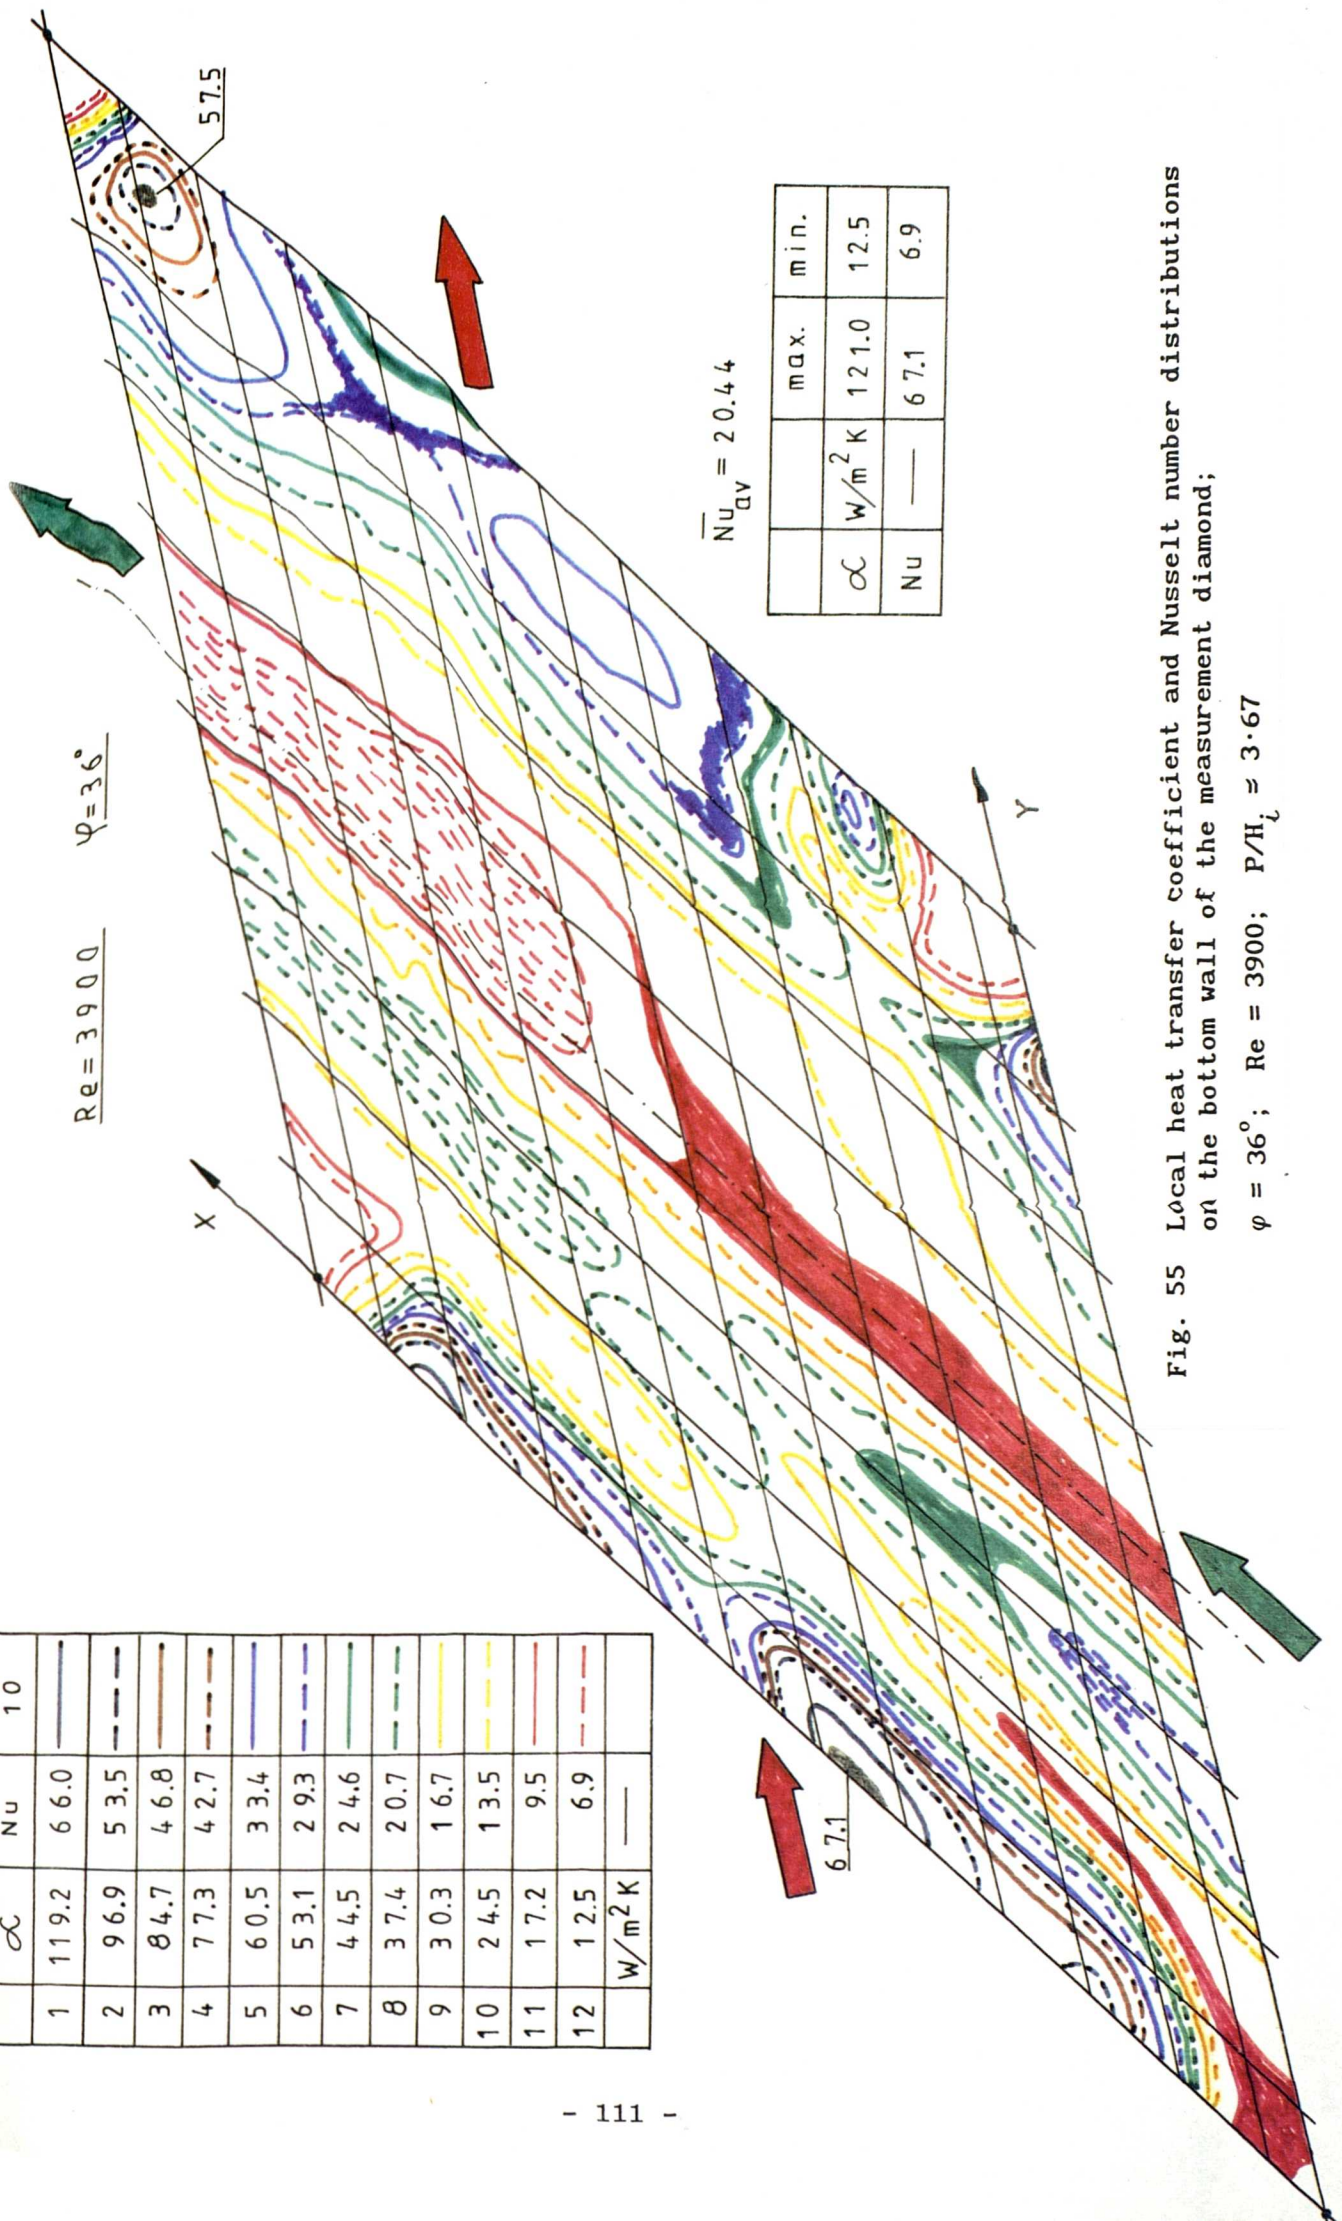 Re=3900 φ=36°
α Nu 10
1 119.2 66.0
2 96.9 53.5
3 84.7 46.8
4 77.3 42.7
5 60.5 33.4
6 53.1 29.3
7 44.5 24.6
8 37.4 20.7
9 30.3 16.7
10 24.5 13.5
11 17.2 9.5
12 12.5 6.9
W/m² K —
X
57.5
67.1
Y
N̅u̅av = 20.44
max. min.
α W/m² K 121.0 12.5
Nu — 67.1 6.9
Fig. 55 Local heat transfer coefficient and Nusselt number distributions
on the bottom wall of the measurement diamond;
φ = 36°; Re = 3900; P/Hi = 3·67
- 111 -